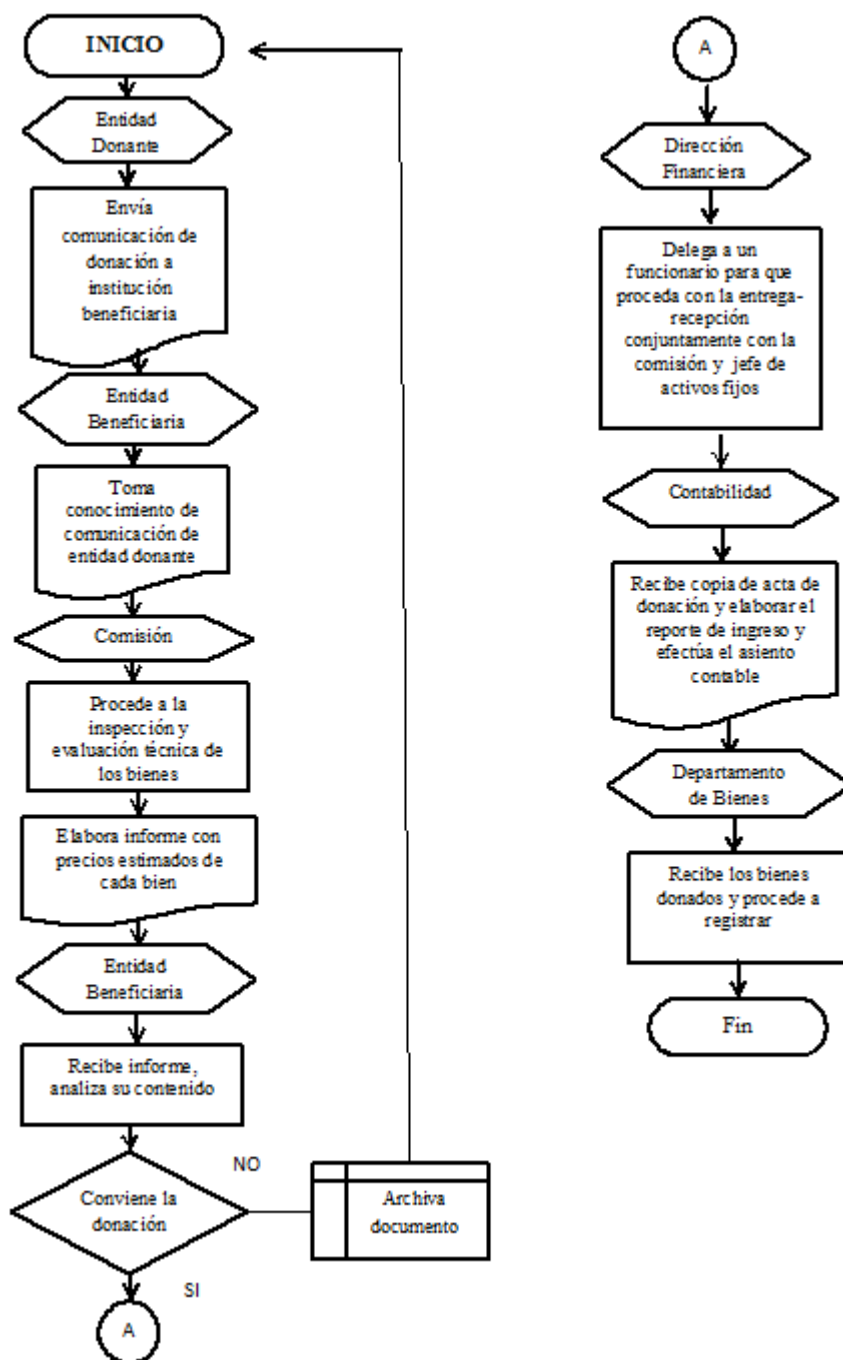 INICIO
Entidad
Donante
Envía
comunicación de
donación a
institución
beneficiaria
Entidad
Beneficiaria
Toma
conocimiento de
comunicación de
entidad donante
Comisión
Procede a la
inspección y
evaluación técnica de
los bienes
Elabora informe con
precios estimados de
cada bien
Entidad
Beneficiaria
Recibe informe,
analiza su contenido
Conviene la
donación
NO
Archiva
documento
SI
A
A
Dirección
Financiera
Delega a un
funcionario para que
proceda con la entrega-
recepción
conjuntamente con la
comisión y jefe de
activos fijos
Contabilidad
Recibe copia de acta de
donación y elaborar el
reporte de ingreso y
efectúa el asiento
contable
Departamento
de Bienes
Recibe los bienes
donados y procede a
registrar
Fin